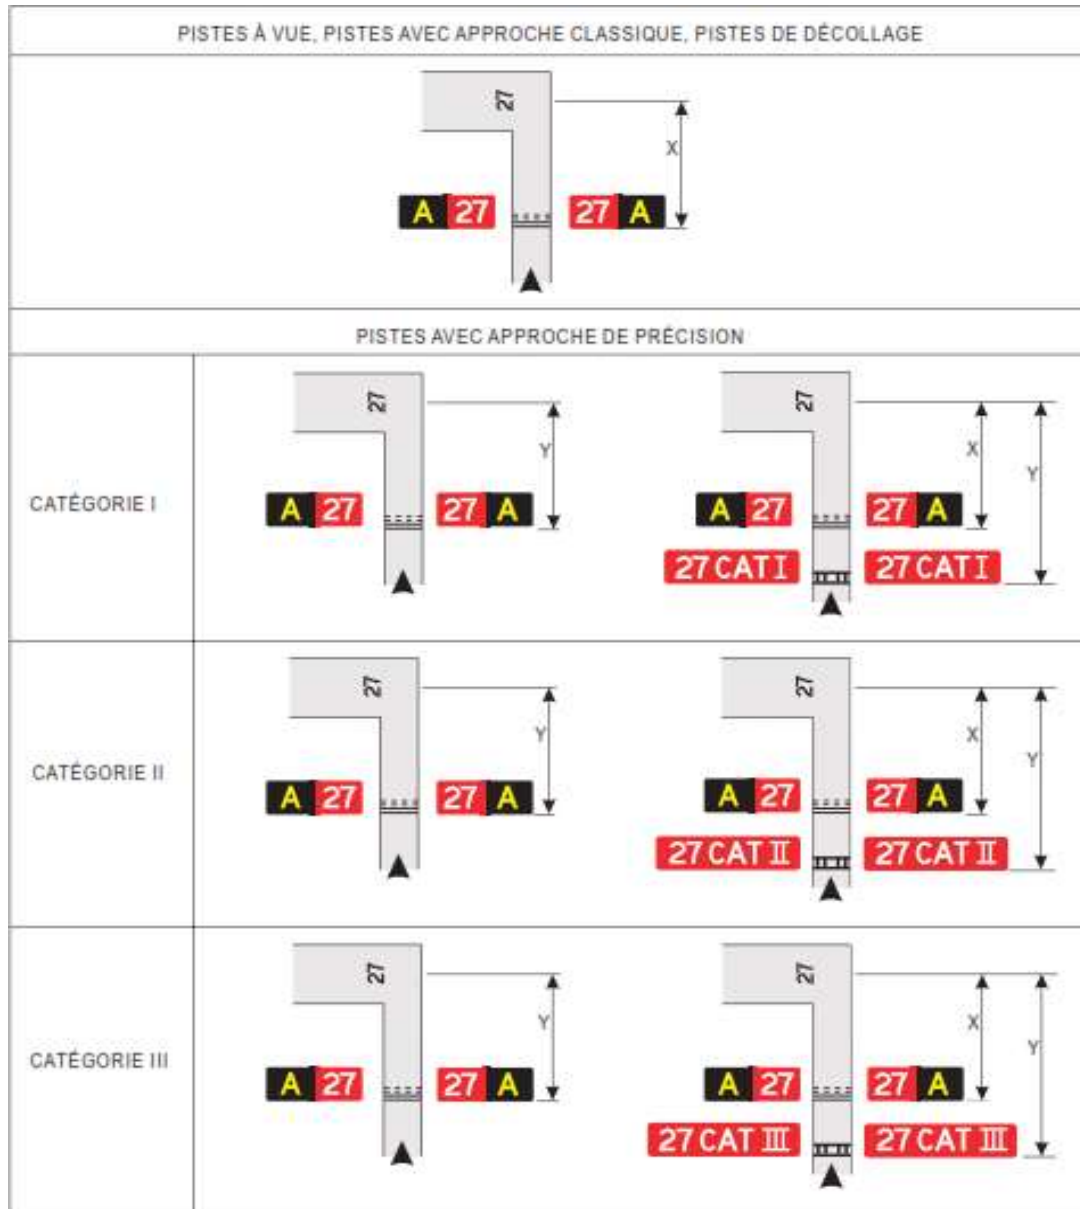 PISTES À VUE, PISTES AVEC APPROCHE CLASSIQUE, PISTES DE DÉCOLLAGE
27
X
A 27 27 A
PISTES AVEC APPROCHE DE PRÉCISION
CATÉGORIE I
27
Y
A 27 27 A
27
X
Y
A 27 27 A
27 CAT I 27 CAT I
CATÉGORIE II
27
Y
A 27 27 A
27
X
Y
A 27 27 A
27 CAT II 27 CAT II
CATÉGORIE III
27
Y
A 27 27 A
27
X
Y
A 27 27 A
27 CAT III 27 CAT III